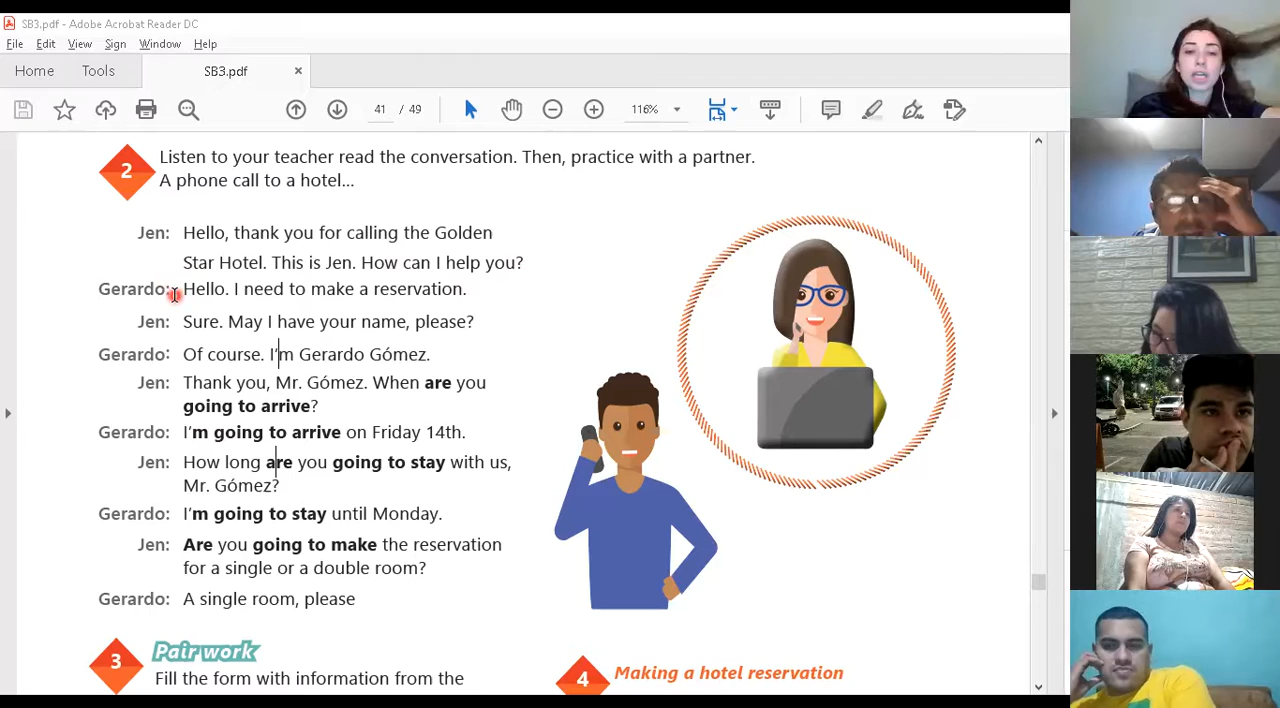 SB3.pdf - Adobe Acrobat Reader DC
File Edit View Sign Window Help
Home Tools SB3.pdf ×
41 / 49 116%
2 Listen to your teacher read the conversation. Then, practice with a partner.
A phone call to a hotel...
Jen: Hello, thank you for calling the Golden
Star Hotel. This is Jen. How can I help you?
Gerardo: Hello. I need to make a reservation.
Jen: Sure. May I have your name, please?
Gerardo: Of course. I'm Gerardo Gómez.
Jen: Thank you, Mr. Gómez. When are you
going to arrive?
Gerardo: I'm going to arrive on Friday 14th.
Jen: How long are you going to stay with us,
Mr. Gómez?
Gerardo: I'm going to stay until Monday.
Jen: Are you going to make the reservation
for a single or a double room?
Gerardo: A single room, please
3 Pair work
Fill the form with information from the
4 Making a hotel reservation